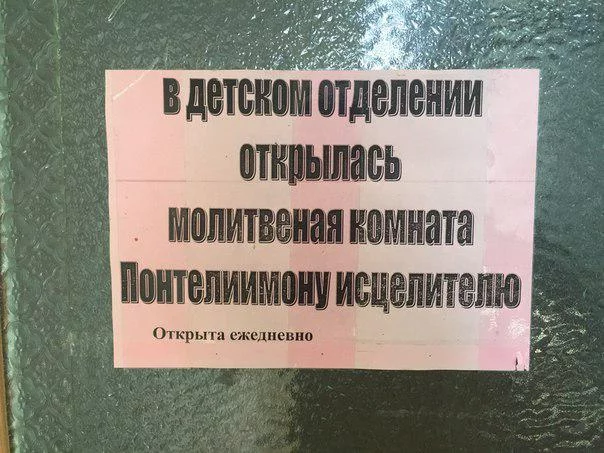 В ДЕТСКОМ ОТДЕЛЕНИИ
ОТКРЫЛАСЬ
МОЛИТВЕНАЯ КОМНАТА
ПОНТЕЛИИМОНУ ИСЦЕЛИТЕЛЮ
Открыта ежедневно